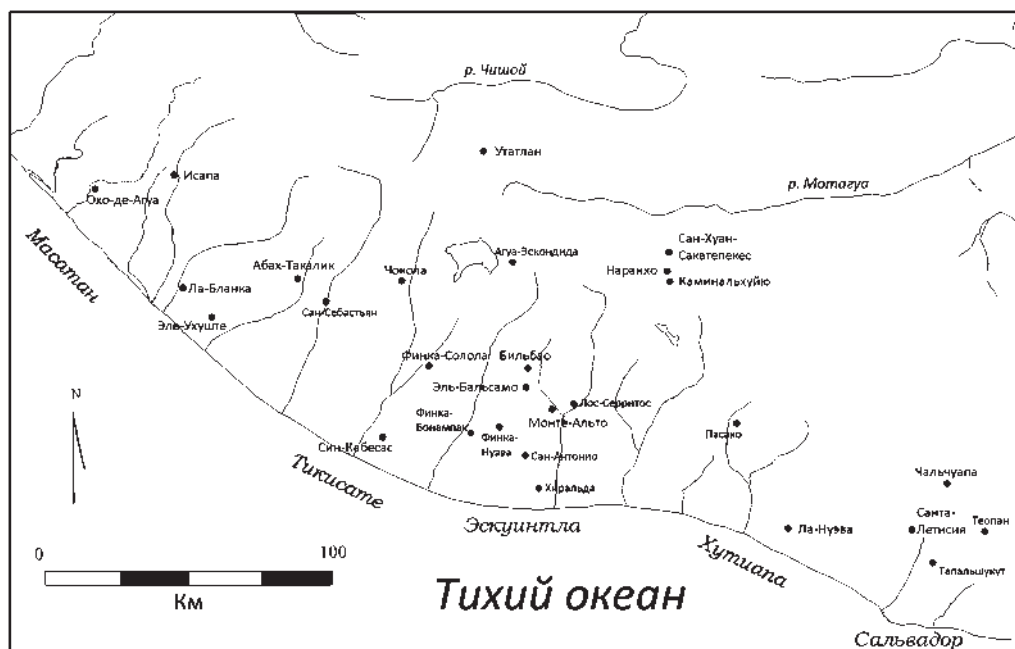 р. Чишой
Утатлан
Исапа
Охо-де-Агуа
р. Мотагуа
Масатан
Сан-Хуан-
Сакатепекес
Агуа-Эскондида
Абах-Такалик
Чокола
Наранхо
Каминальхуйю
Ла-Бланка
Сан-Себастьян
Эль-Ухуште
Финка-Солола
Бильбао
Эль-Бальсамо
N
Лос-Серритос
Финка-
Бонампак
Монте-Альто
Пасако
Син-Кабесас
Финка-
Нуэва
Сан-Антонио
Чальчуапа
Тикисате
Хиральда
Эскуинтла
Санта-
Летисия
Теопан
Ла-Нуэва
Хутиапа
0
100
Тапальшукут
Км
Тихий океан
Сальвадор